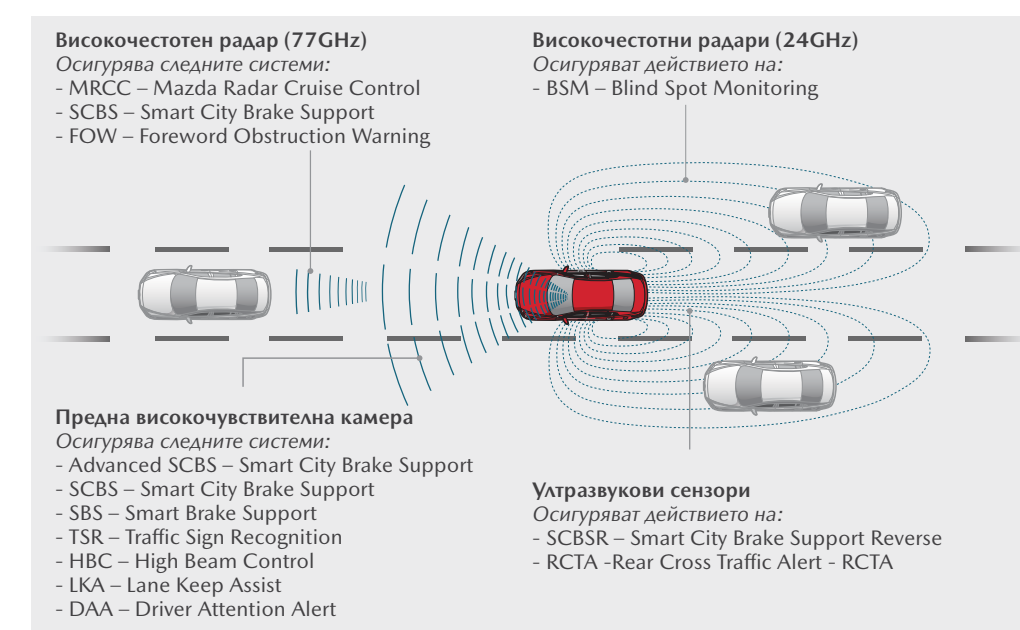 Високочестотен радар (77GHz)
Осигурява следните системи:
- MRCC – Mazda Radar Cruise Control
- SCBS – Smart City Brake Support
- FOW – Foreword Obstruction Warning
Високочестотни радари (24GHz)
Осигуряват действието на:
- BSM – Blind Spot Monitoring
Предна високочувствителна камера
Осигурява следните системи:
- Advanced SCBS – Smart City Brake Support
- SCBS – Smart City Brake Support
- SBS – Smart Brake Support
- TSR – Traffic Sign Recognition
- HBC – High Beam Control
- LKA – Lane Keep Assist
- DAA – Driver Attention Alert
Ултразвукови сензори
Осигуряват действието на:
- SCBSR – Smart City Brake Support Reverse
- RCTA -Rear Cross Traffic Alert - RCTA